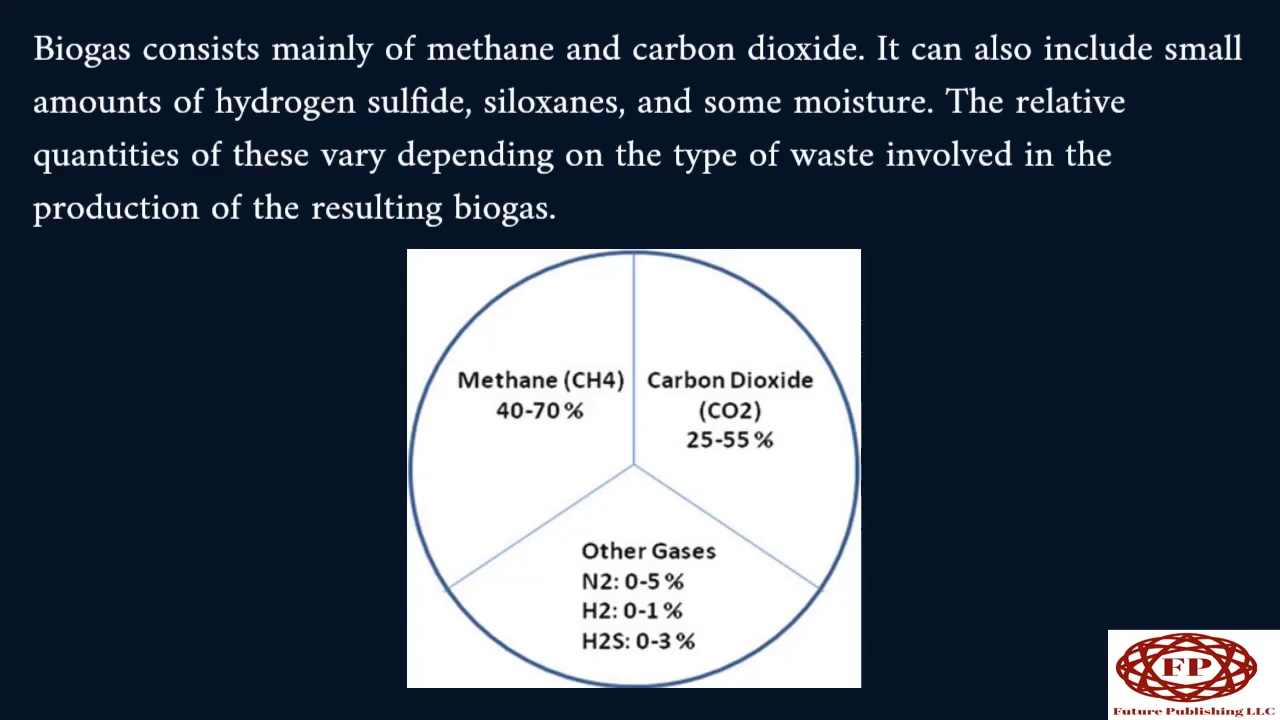 Biogas consists mainly of methane and carbon dioxide. It can also include small
amounts of hydrogen sulfide, siloxanes, and some moisture. The relative
quantities of these vary depending on the type of waste involved in the
production of the resulting biogas.
Methane (CH4)
40-70 %
Carbon Dioxide
(CO2)
25-55 %
Other Gases
N2: 0-5 %
H2: 0-1 %
H2S: 0-3 %
FP
Future Publishing LLC